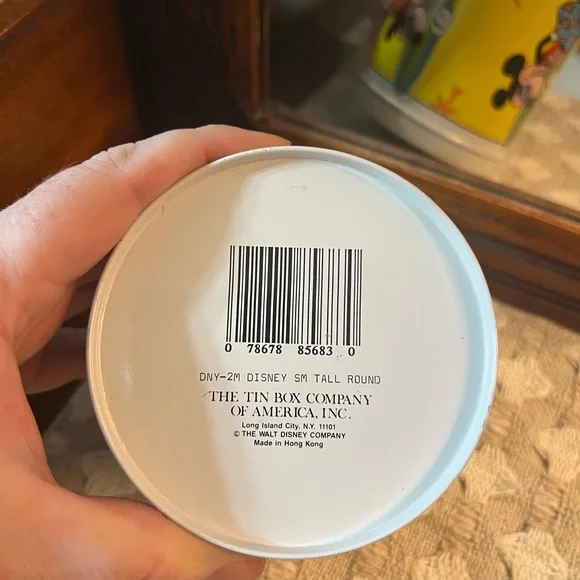 0 78678 85683 0
DNY-2M DISNEY SM TALL ROUND
THE TIN BOX COMPANY
OF AMERICA, INC.
Long Island City, N.Y. 11101
© THE WALT DISNEY COMPANY
Made in Hong Kong